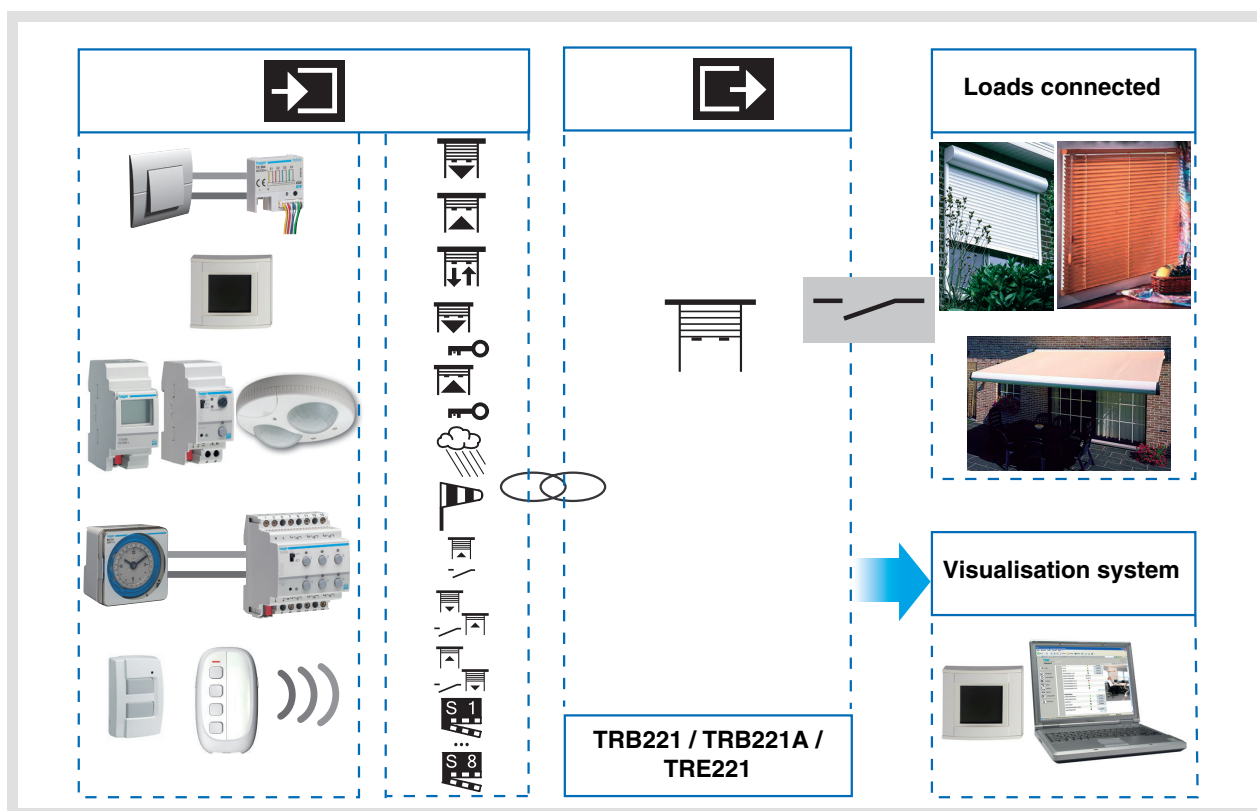 Loads connected
S 1
...
S 8
TRB221 / TRB221A /
TRE221
Visualisation system